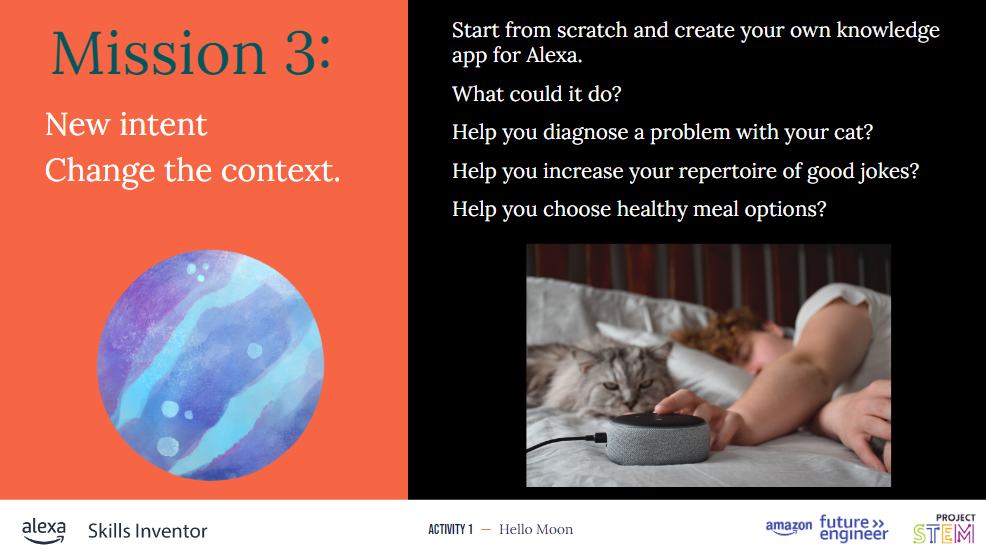 Mission 3:
New intent
Change the context.
Start from scratch and create your own knowledge
app for Alexa.
What could it do?
Help you diagnose a problem with your cat?
Help you increase your repertoire of good jokes?
Help you choose healthy meal options?
alexa Skills Inventor
ACTIVITY 1 — Hello Moon
amazon future >> engineer
PROJECT
STEM